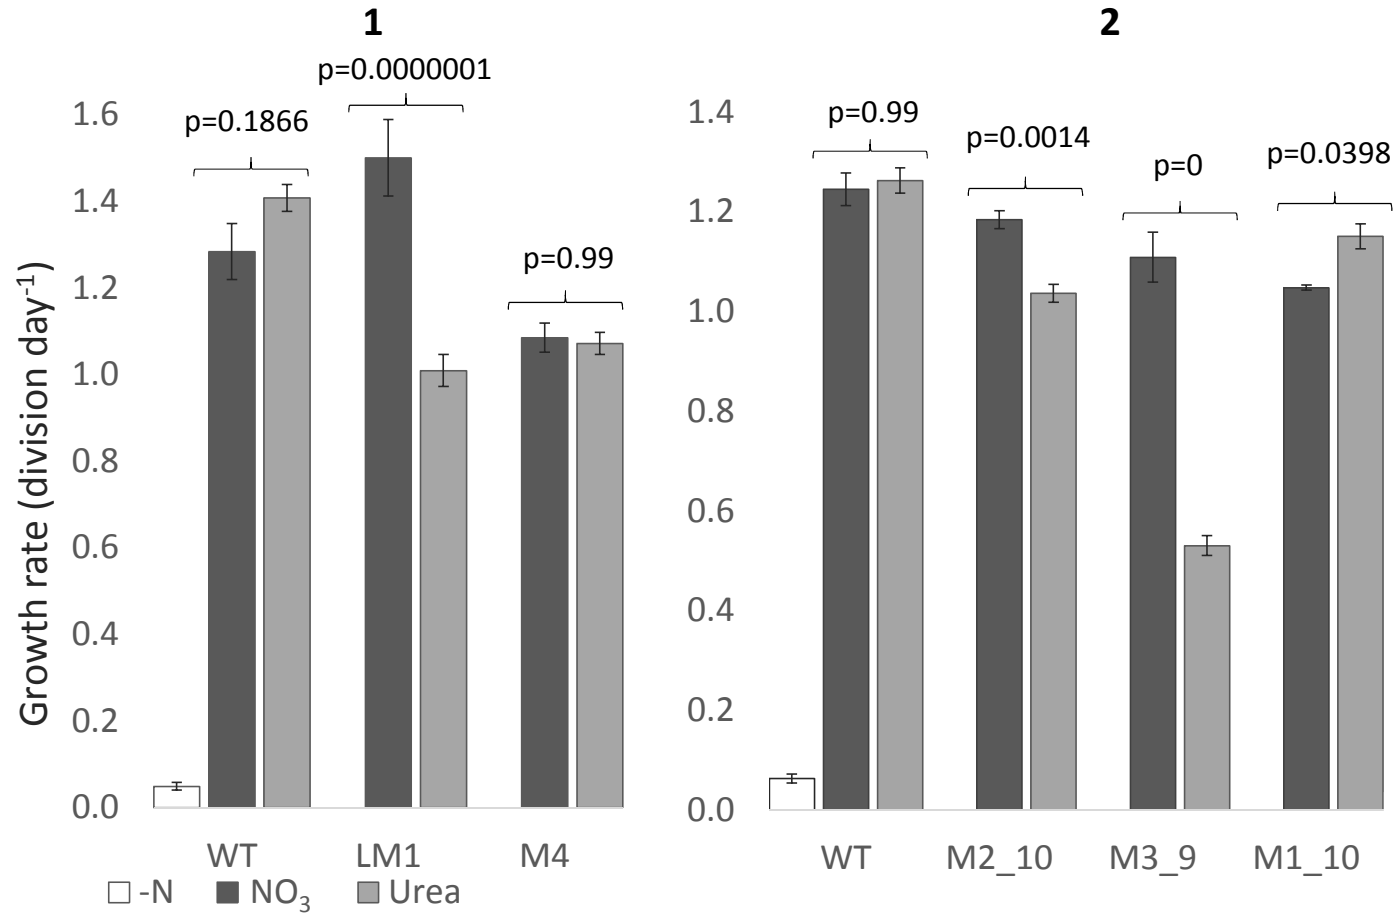 1
p=0.0000001
p=0.1866
p=0.99
1.6
1.4
1.2
1.0
0.8
0.6
0.4
0.2
0.0
Growth rate (division day-1)
WT LM1 M4
-N NO3 Urea
2
p=0.99
p=0.0014
p=0
p=0.0398
1.4
1.2
1.0
0.8
0.6
0.4
0.2
0.0
WT M2_10 M3_9 M1_10